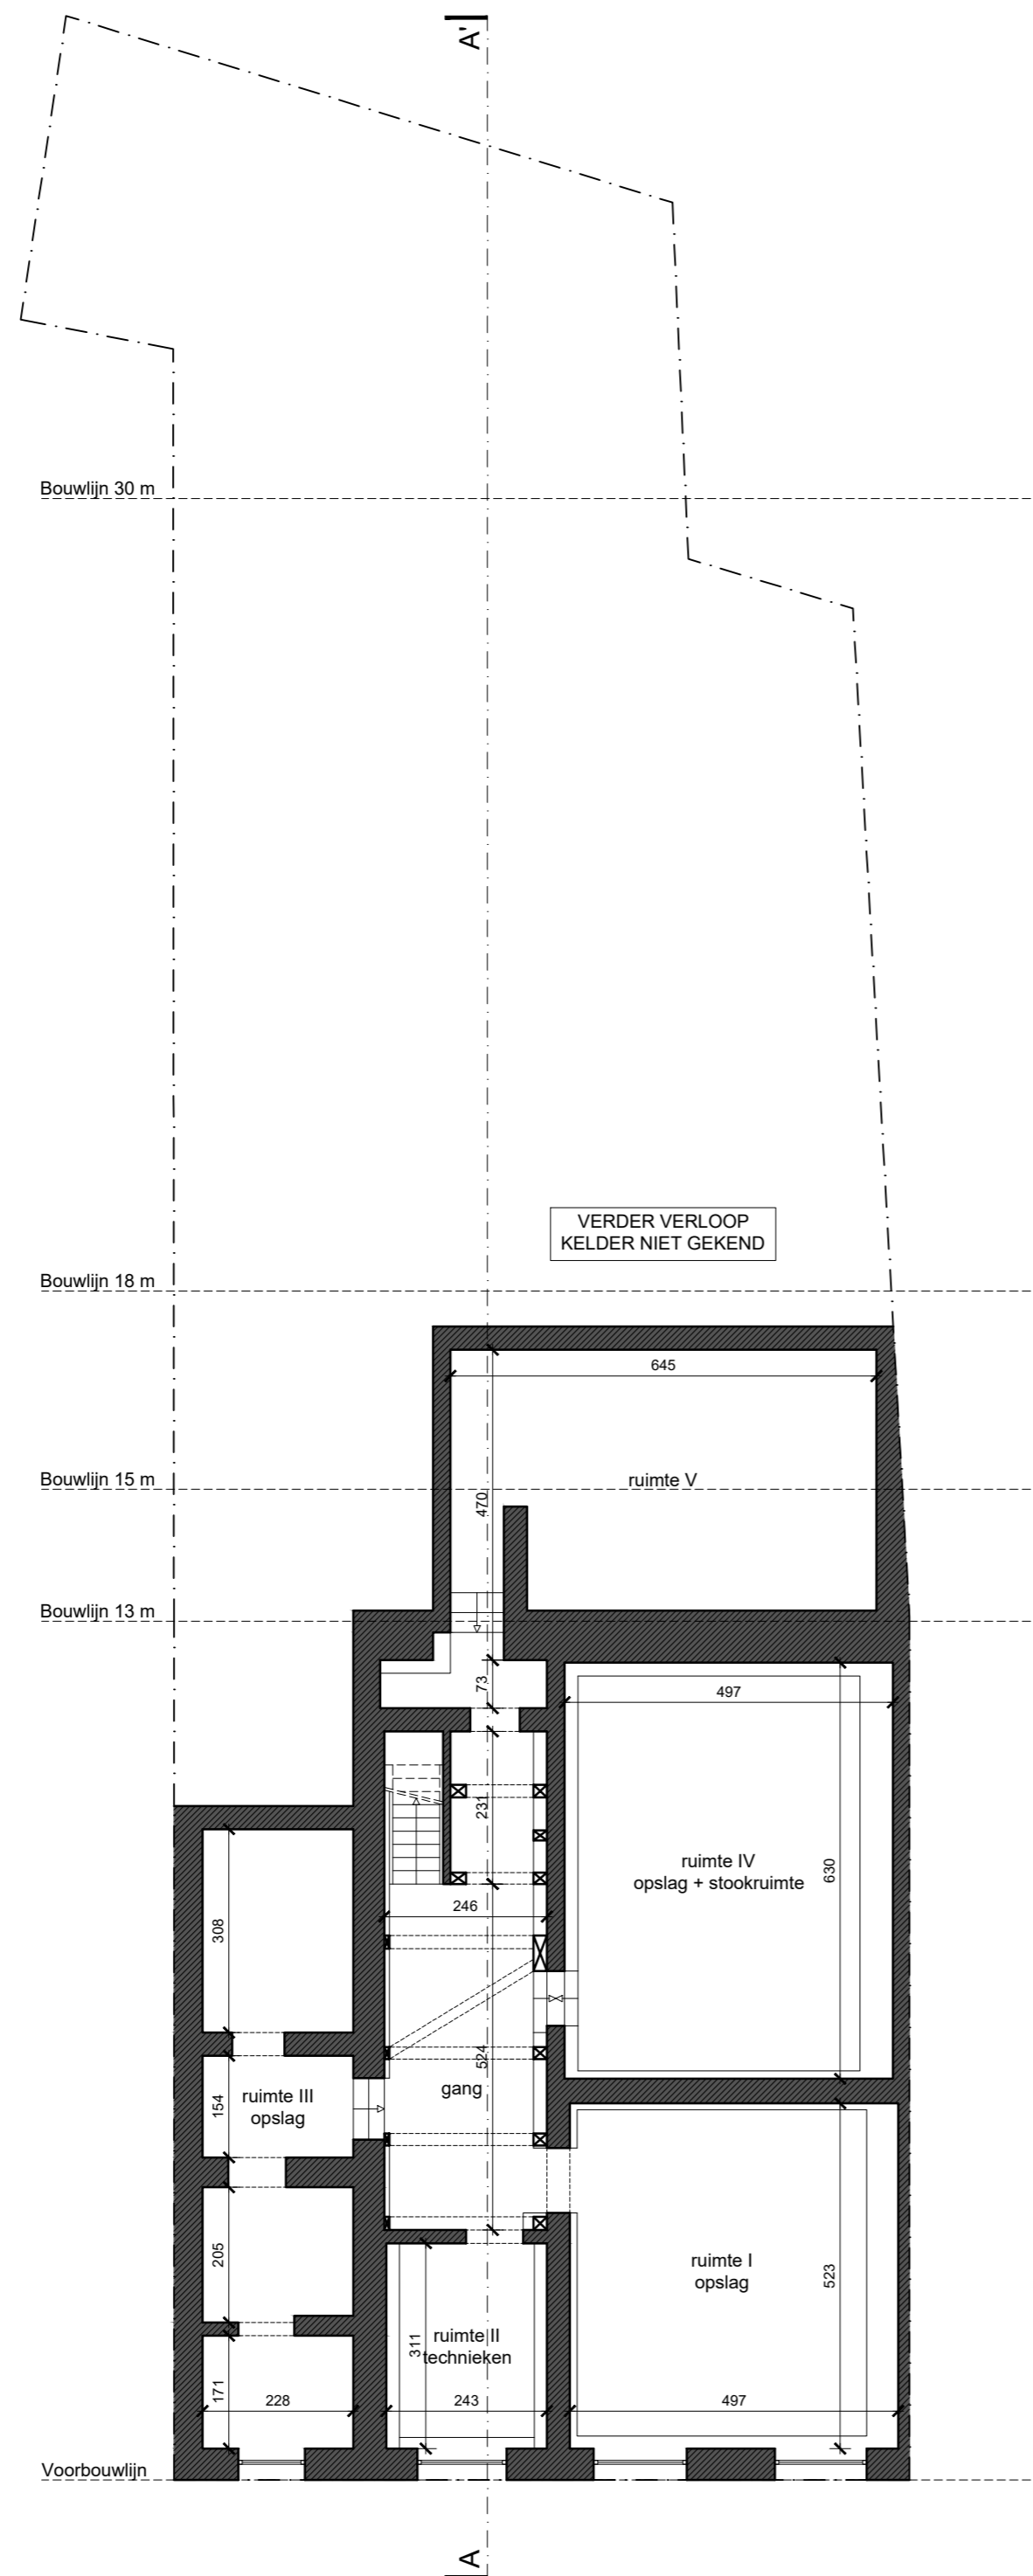 A'
Bouwlijn 30 m
VERDER VERLOOP
KELDER NIET GEKEND
Bouwlijn 18 m
645
Bouwlijn 15 m
ruimte V
470
Bouwlijn 13 m
73
497
231
ruimte IV
opslag + stookruimte
630
246
308
524
gang
154
ruimte III
opslag
205
ruimte I
opslag
523
311
ruimte II
technieken
171
228
243
497
Voorbouwlijn
A